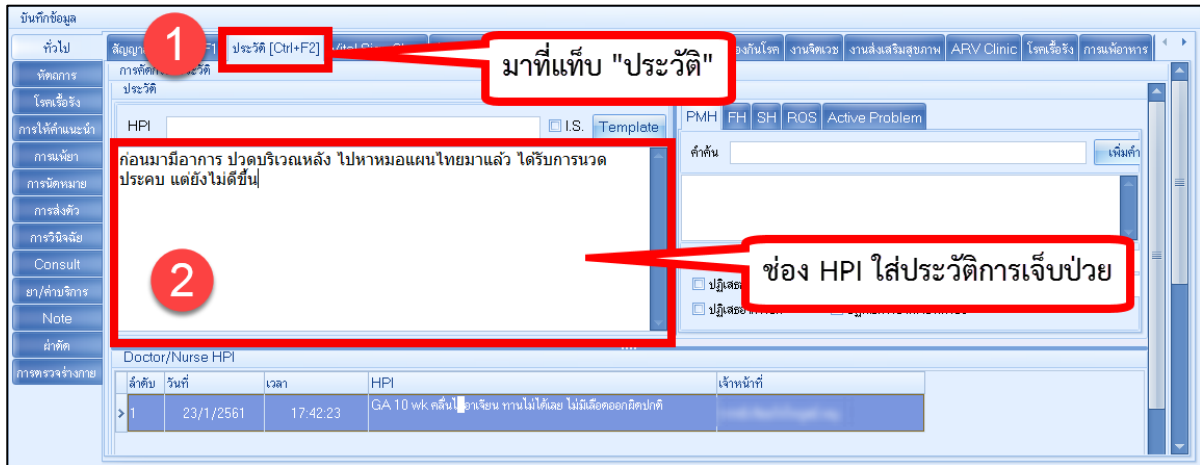 บันทึกข้อมูล
ทั่วไป
หัตถการ
โรคเรื้อรัง
การให้คำแนะนำ
การแพ้ยา
การนัดหมาย
การส่งตัว
การวินิจฉัย
Consult
ยา/ค่าบริการ
Note
ผ่าตัด
การตรวจร่างกาย
1 ประวัติ [Ctrl+F2] งานจิตเวช งานส่งเสริมสุขภาพ ARV Clinic โรคเรื้อรัง การแพ้อาหาร
มาที่แท็บ "ประวัติ"
ประวัติ
HPI I.S. Template
ก่อนมามีอาการ ปวดบริเวณหลัง ไปหาหมอแผนไทยมาแล้ว ได้รับการนวด
ประคบ แต่ยังไม่ดีขึ้น
2
PMH FH SH ROS Active Problem
คำค้น เพิ่มคำ
ช่อง HPI ใส่ประวัติการเจ็บป่วย
Doctor/Nurse HPI
ลำดับ วันที่ เวลา HPI เจ้าหน้าที่
1 23/1/2561 17:42:23 GA 10 wk คลื่นไ อาเจียน ทานไม่ได้เลย ไม่มีเลือดออกผิดปกติ